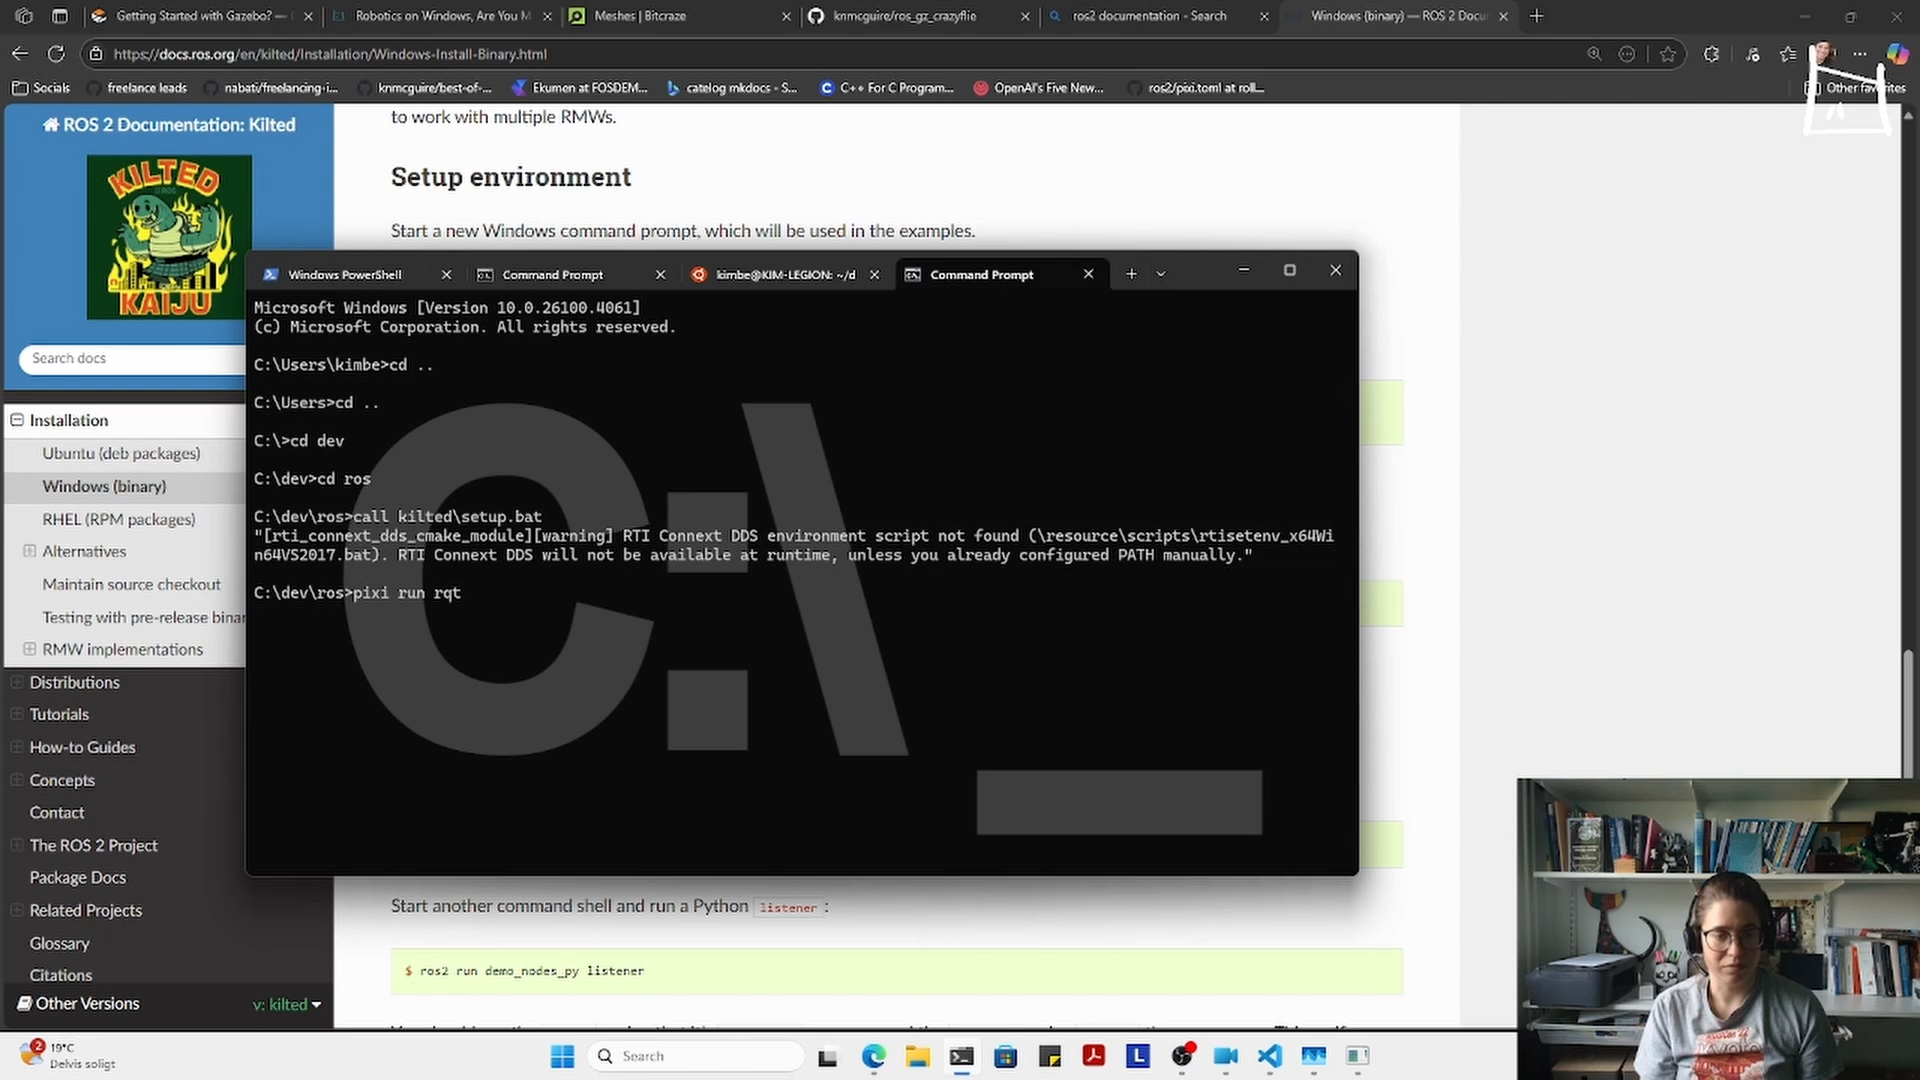 Getting Started with Gazebo? —
Robotics on Windows, Are You M
Meshes | Bitcraze
knmcguire/ros_gz_crazyflie
ros2 documentation - Search
Windows (binary) — ROS 2 Docu
https://docs.ros.org/en/kilted/Installation/Windows-Install-Binary.html
Socials
freelance leads
nabati/freelancing-i...
knmcguire/best-of-...
Ekumen at FOSDEM...
catelog mkdocs - S...
C++ For C Program...
OpenAI's Five New...
ros2/pixi.toml at roll...
Other favorites
ROS 2 Documentation: Kilted
KILTED
KAIJU
Search docs
Installation
Ubuntu (deb packages)
Windows (binary)
RHEL (RPM packages)
Alternatives
Maintain source checkout
Testing with pre-release binar
RMW implementations
Distributions
Tutorials
How-to Guides
Concepts
Contact
The ROS 2 Project
Package Docs
Related Projects
Glossary
Citations
Other Versions
v: kilted
to work with multiple RMWs.
Setup environment
Start a new Windows command prompt, which will be used in the examples.
Windows PowerShell
Command Prompt
kimbe@KIM-LEGION: ~/d
Command Prompt
Microsoft Windows [Version 10.0.26100.4061]
(c) Microsoft Corporation. All rights reserved.
C:\Users\kimbe>cd ..
C:\Users>cd ..
C:\>cd dev
C:\dev>cd ros
C:\dev\ros>call kilted\setup.bat
"[rti_connext_dds_cmake_module][warning] RTI Connext DDS environment script not found (\resource\scripts\rtisetenv_x64Wi
n64VS2017.bat). RTI Connext DDS will not be available at runtime, unless you already configured PATH manually."
C:\dev\ros>pixi run rqt
C:\_
Start another command shell and run a Python listener :
$ ros2 run demo_nodes_py listener
2
19°C
Delvis soligt
Search